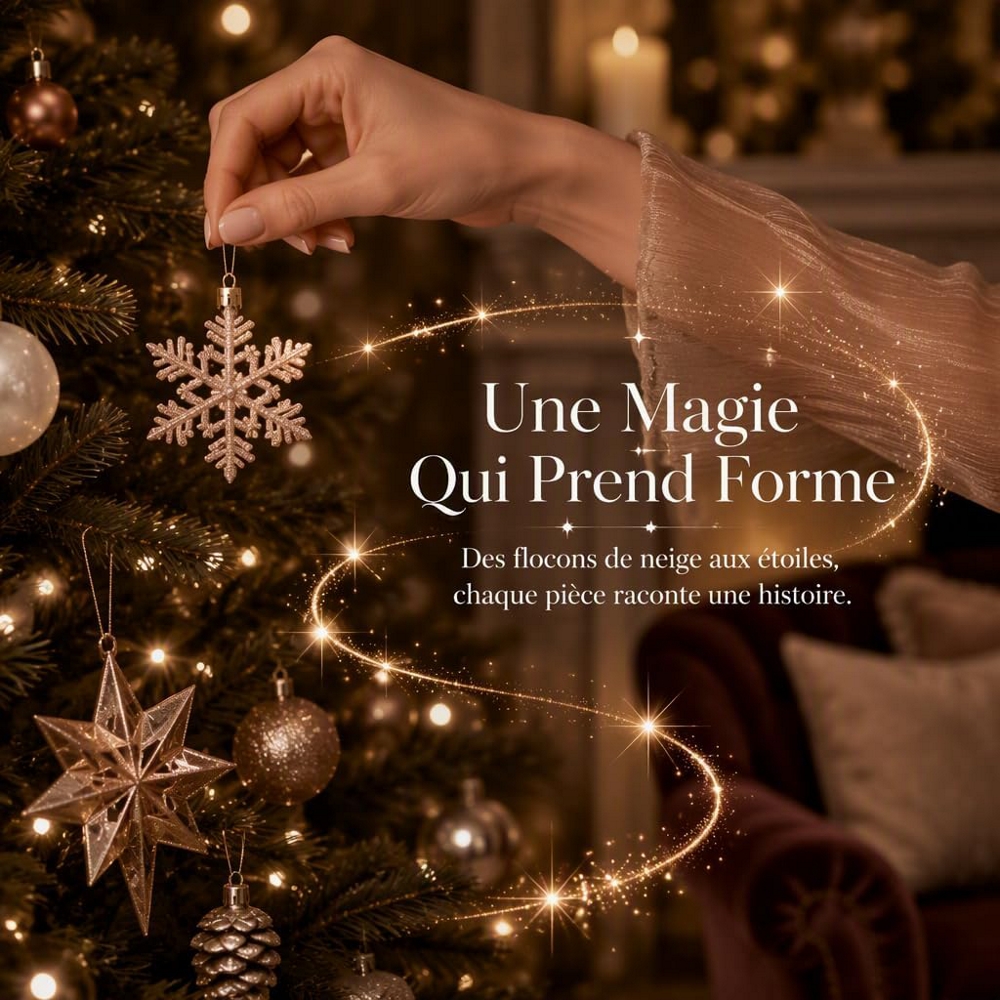 Une Magie
Qui Prend Forme
Des flocons de neige aux étoiles,
chaque pièce raconte une histoire.